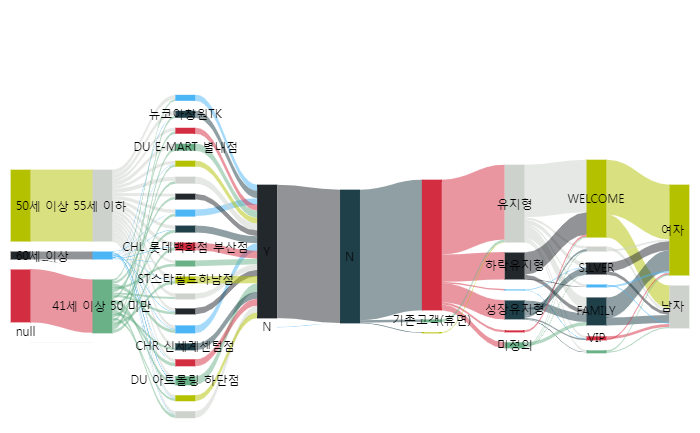 뉴코아창원TK
DU E-MART 별내점
50세 이상 55세 이하
60세 이상
CHL 롯데백화점 부산점
ST스타필드하남점
41세 이상 50 미만
null
CHR 신세계센텀점
DU 아트몰링 하단점
Y
N
N
기존고객(휴면)
유지형
하락유지형
성장유지형
미정의
WELCOME
SILVER
FAMILY
VIP
여자
남자